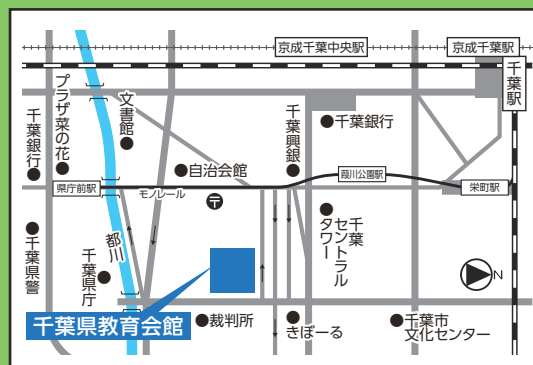 京成千葉中央駅
京成千葉駅
千葉駅
プラザ菜の花
文書館
千葉銀行
千葉興銀
千葉銀行
自治会館
葭川公園駅
県庁前駅
モノレール
栄町駅
〒
千葉県警
千葉県庁
都川
千葉
セントラル
タワー
N
千葉県教育会館
裁判所
きぼーる
千葉市
文化センター